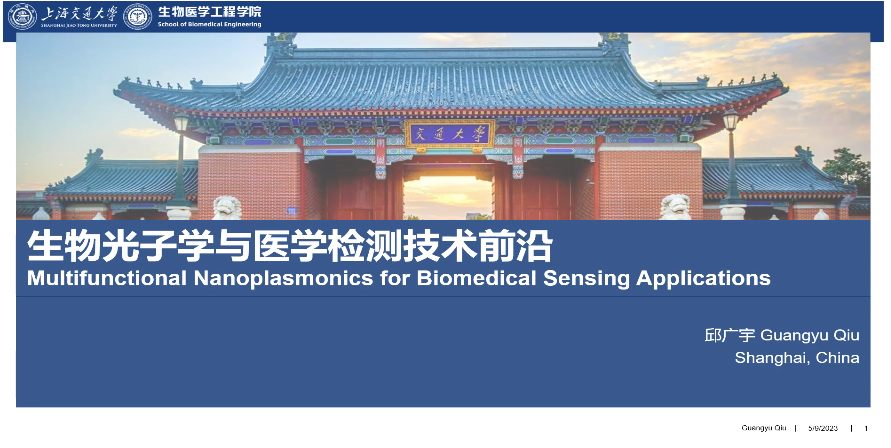 上海交通大学
SHANGHAI JIAO TONG UNIVERSITY
生物医学工程学院
School of Biomedical Engineering
交通大學
生物光子学与医学检测技术前沿
Multifunctional Nanoplasmonics for Biomedical Sensing Applications
邱广宇 Guangyu Qiu
Shanghai, China
Guangyu Qiu | 5/9/2023 | 1